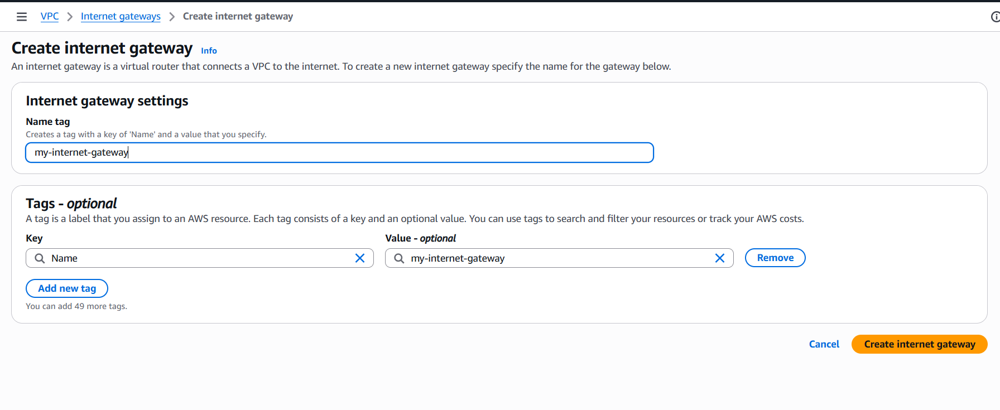 VPC > Internet gateways > Create internet gateway
Create internet gateway Info
An internet gateway is a virtual router that connects a VPC to the internet. To create a new internet gateway specify the name for the gateway below.
Internet gateway settings
Name tag
Creates a tag with a key of 'Name' and a value that you specify.
my-internet-gateway
Tags - optional
A tag is a label that you assign to an AWS resource. Each tag consists of a key and an optional value. You can use tags to search and filter your resources or track your AWS costs.
Key Value - optional
Name my-internet-gateway Remove
Add new tag
You can add 49 more tags.
Cancel Create internet gateway